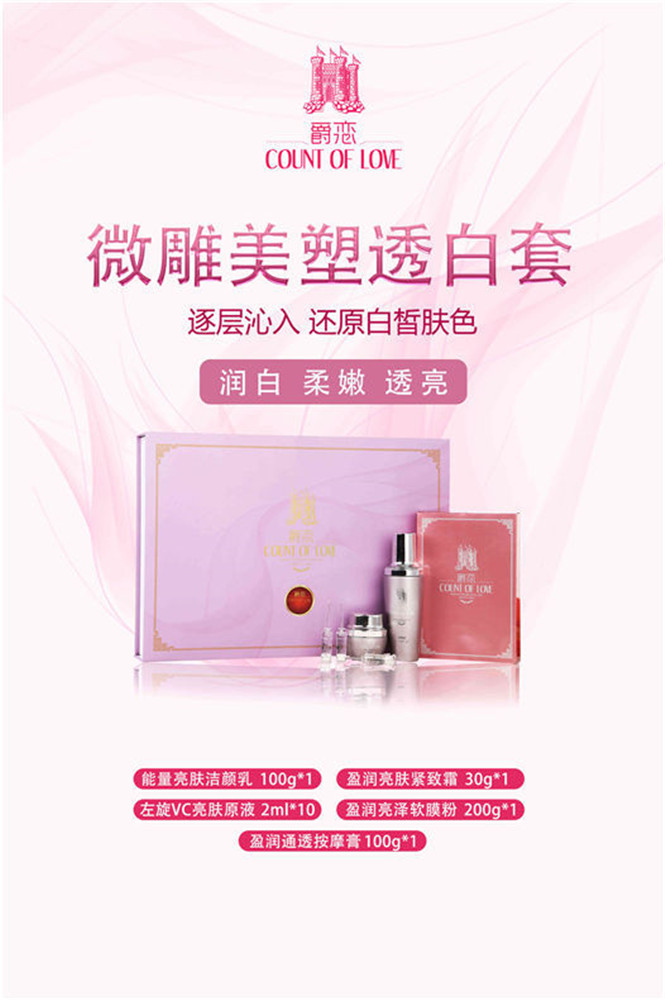 爵恋
COUNT OF LOVE
微雕美塑透白套
逐层沁入 还原白皙肤色
润白 柔嫩 透亮
爵恋
COUNT OF LOVE
爵恋
COUNT OF LOVE
能量亮肤洁颜乳 100g*1
盈润亮肤紧致霜 30g*1
左旋VC亮肤原液 2ml*10
盈润亮泽软膜粉 200g*1
盈润通透按摩膏100g*1